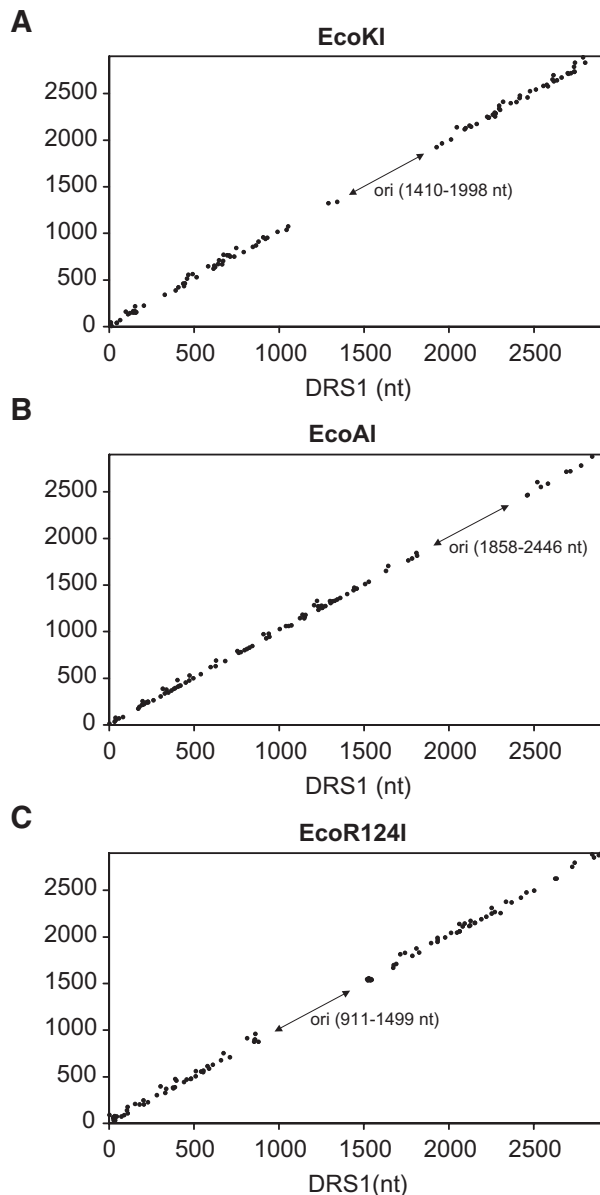 A
EcoKI
2500
2000
1500
ori (1410-1998 nt)
1000
500
0
0 500 1000 1500 2000 2500
DRS1 (nt)
B
EcoAI
2500
2000
ori (1858-2446 nt)
1500
1000
500
0
0 500 1000 1500 2000 2500
DRS1 (nt)
C
EcoR124I
2500
2000
1500
ori (911-1499 nt)
1000
500
0
0 500 1000 1500 2000 2500
DRS1(nt)